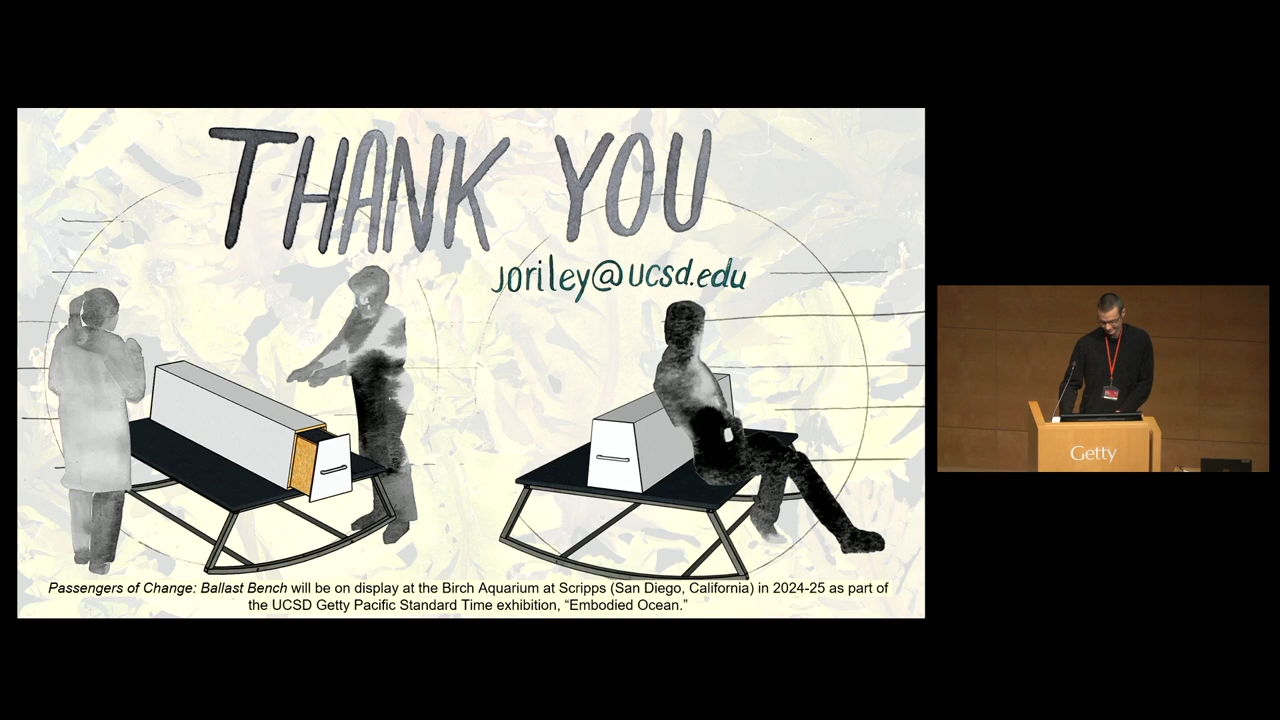 THANK YOU
joriley@ucsd.edu
Passengers of Change: Ballast Bench will be on display at the Birch Aquarium at Scripps (San Diego, California) in 2024-25 as part of
the UCSD Getty Pacific Standard Time exhibition, “Embodied Ocean.”
Getty